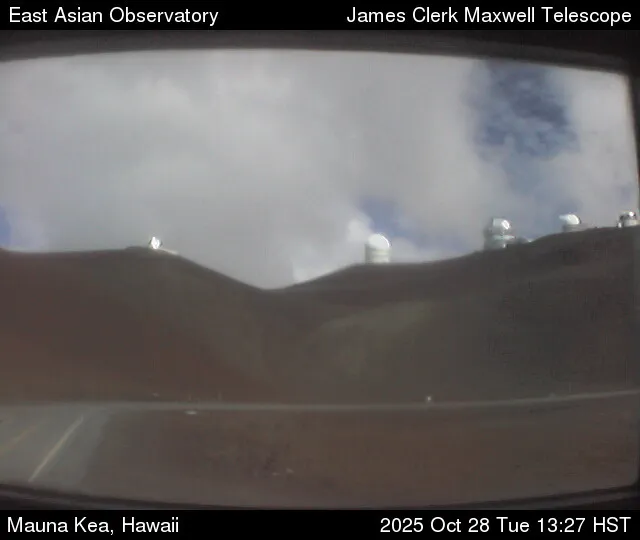 East Asian Observatory
James Clerk Maxwell Telescope
Mauna Kea, Hawaii
2025 Oct 28 Tue 13:27 HST